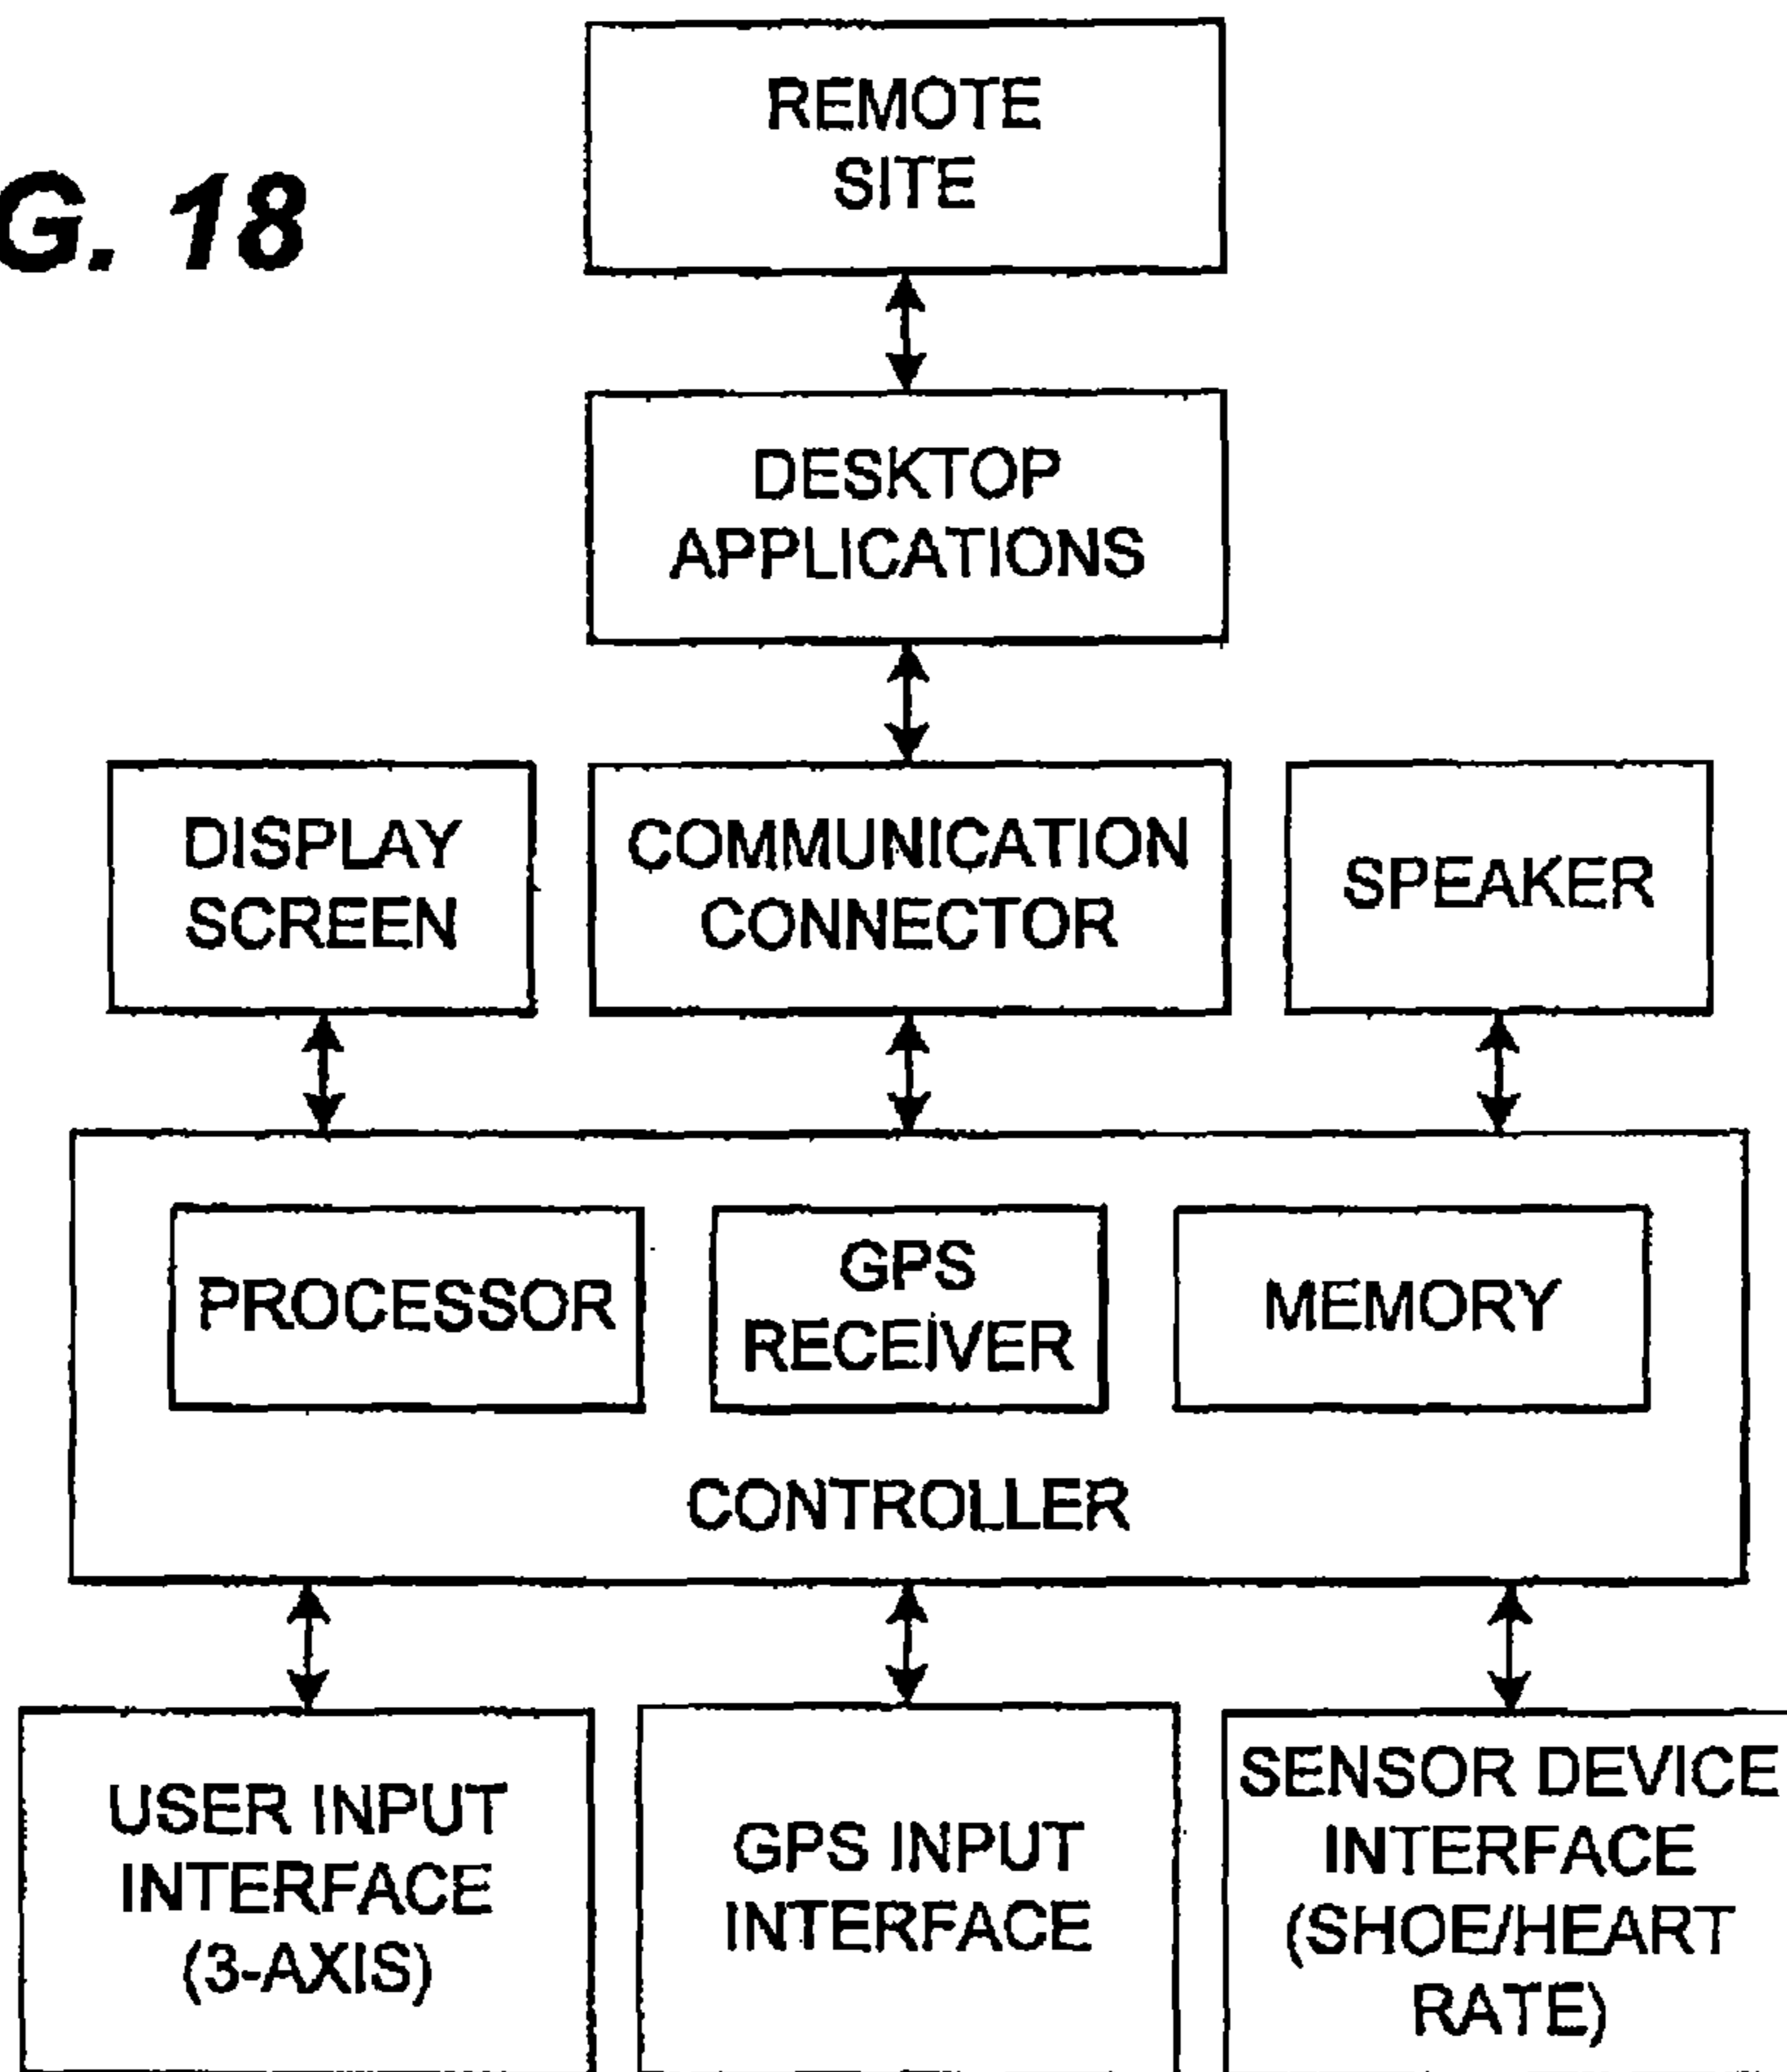 G. 18
REMOTE
SITE
DESKTOP
APPLICATIONS
DISPLAY
SCREEN
COMMUNICATION
CONNECTOR
SPEAKER
PROCESSOR
GPS
RECEIVER
MEMORY
CONTROLLER
USER INPUT
INTERFACE
(3-AXIS)
GPS INPUT
INTERFACE
SENSOR DEVICE
INTERFACE
(SHOE/HEART
RATE)